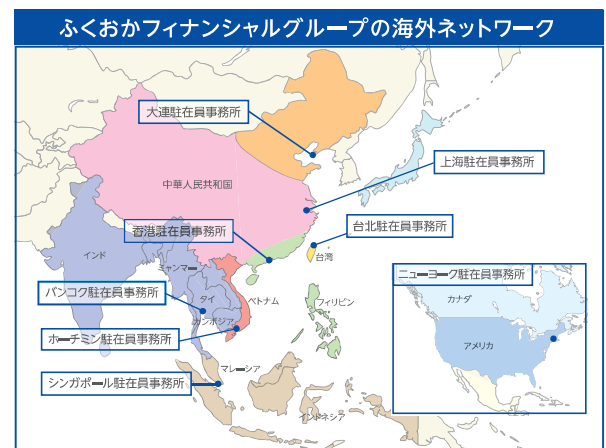 ふくおかフィナンシャルグループの海外ネットワーク
大連駐在員事務所
上海駐在員事務所
中華人民共和国
台北駐在員事務所
香港駐在員事務所
台湾
インド
ミャンマー
ニューヨーク駐在員事務所
バンコク駐在員事務所
タイ
ベトナム
フィリピン
カナダ
カンボジア
ホーチミン駐在員事務所
アメリカ
マレーシア
シンガポール駐在員事務所
インドネシア